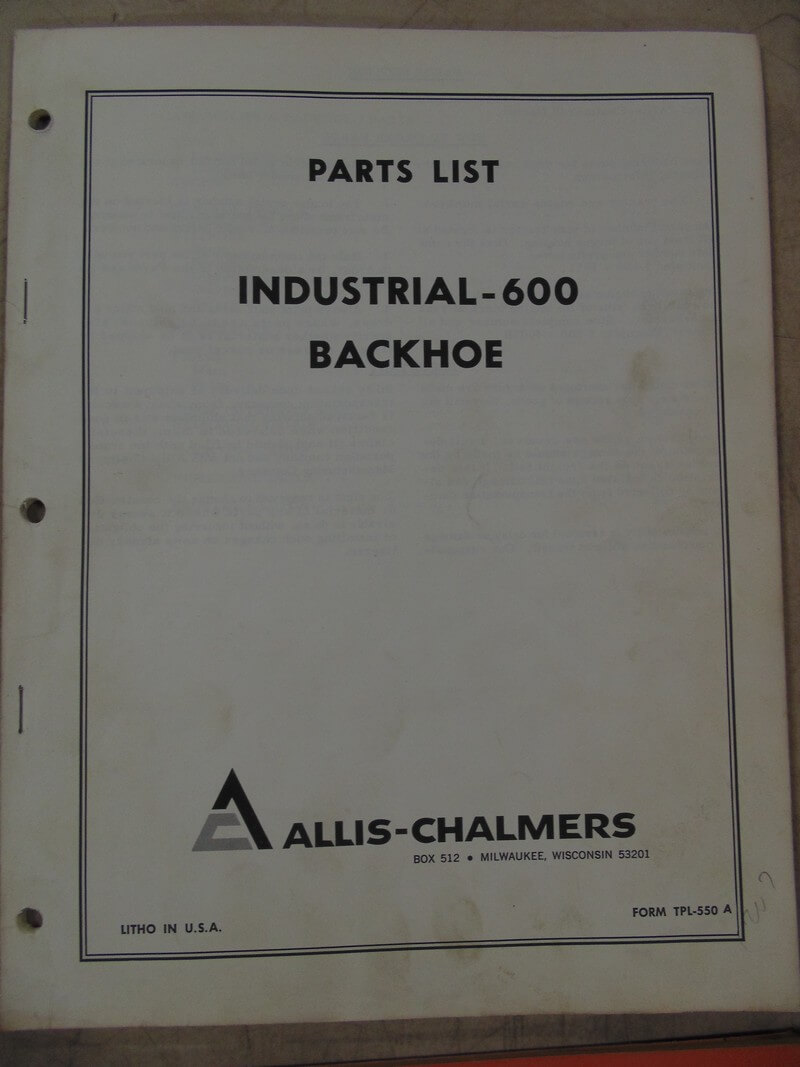 PARTS LIST
INDUSTRIAL-600
BACKHOE
ALLIS-CHALMERS
BOX 512 • MILWAUKEE, WISCONSIN 53201
FORM TPL-550 A
LITHO IN U.S.A.